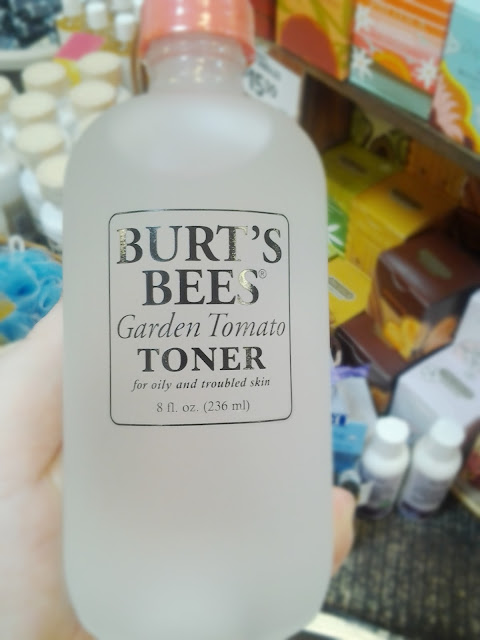 BURT'S
BEES®
Garden Tomato
TONER
for oily and troubled skin
8 fl. oz. (236 ml)